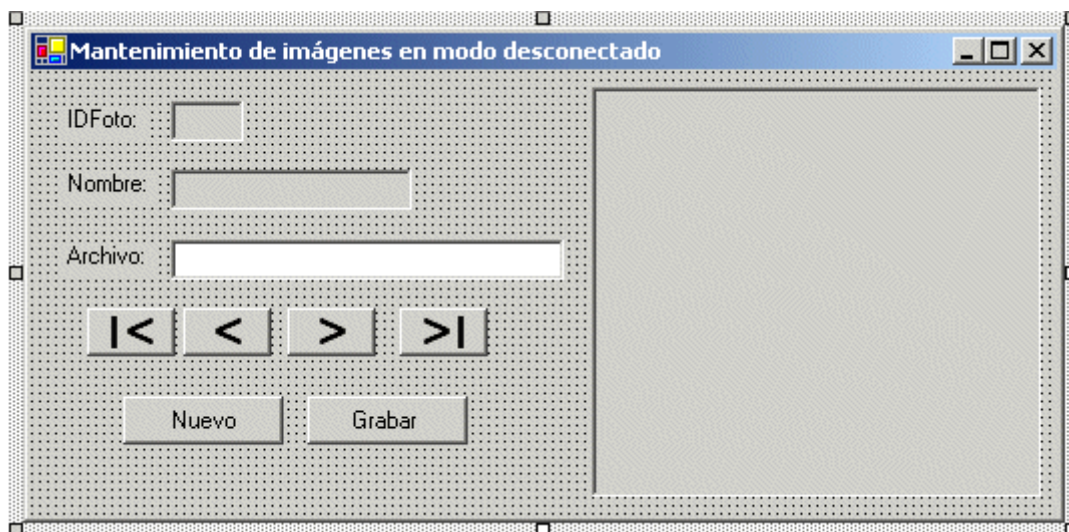 Mantenimiento de imágenes en modo desconectado
IDFoto:
Nombre:
Archivo:
|< < > >|
Nuevo Grabar